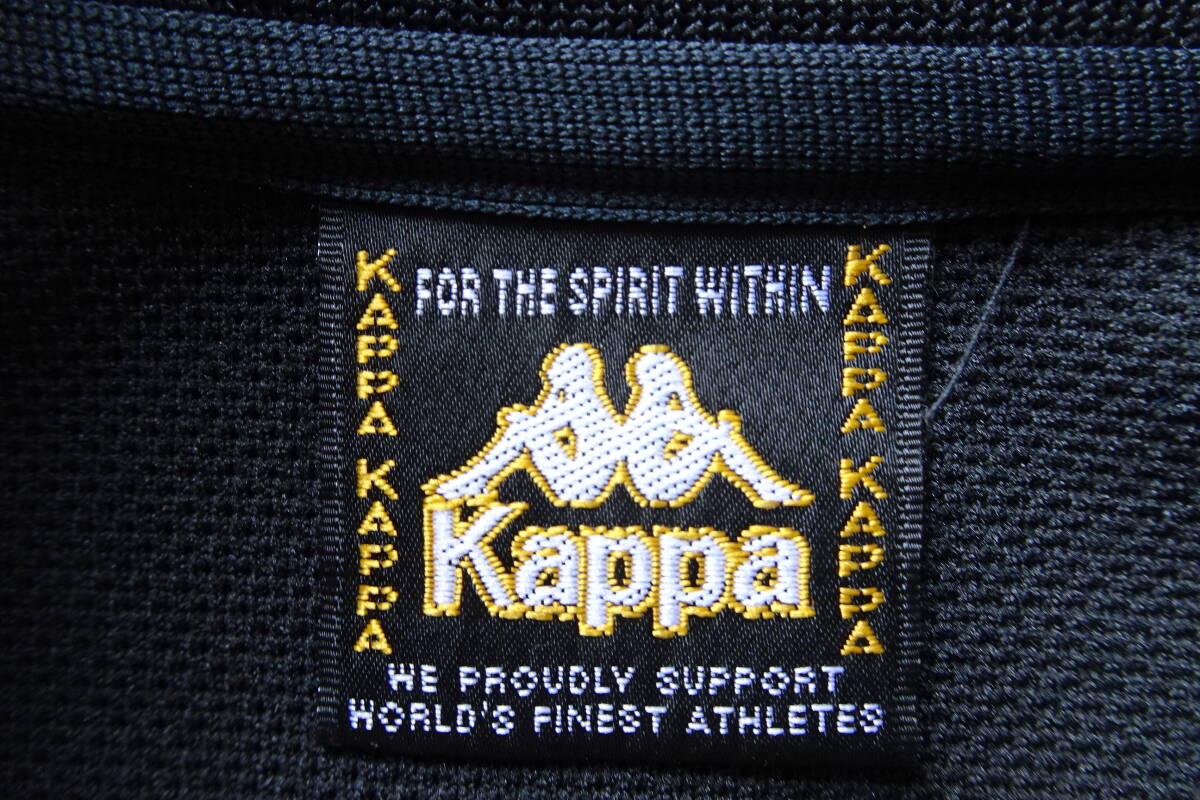 FOR THE SPIRIT WITHIN
KAPPA KAPPA
KAPPA KAPPA
Kappa
WE PROUDLY SUPPORT
WORLD'S FINEST ATHLETES